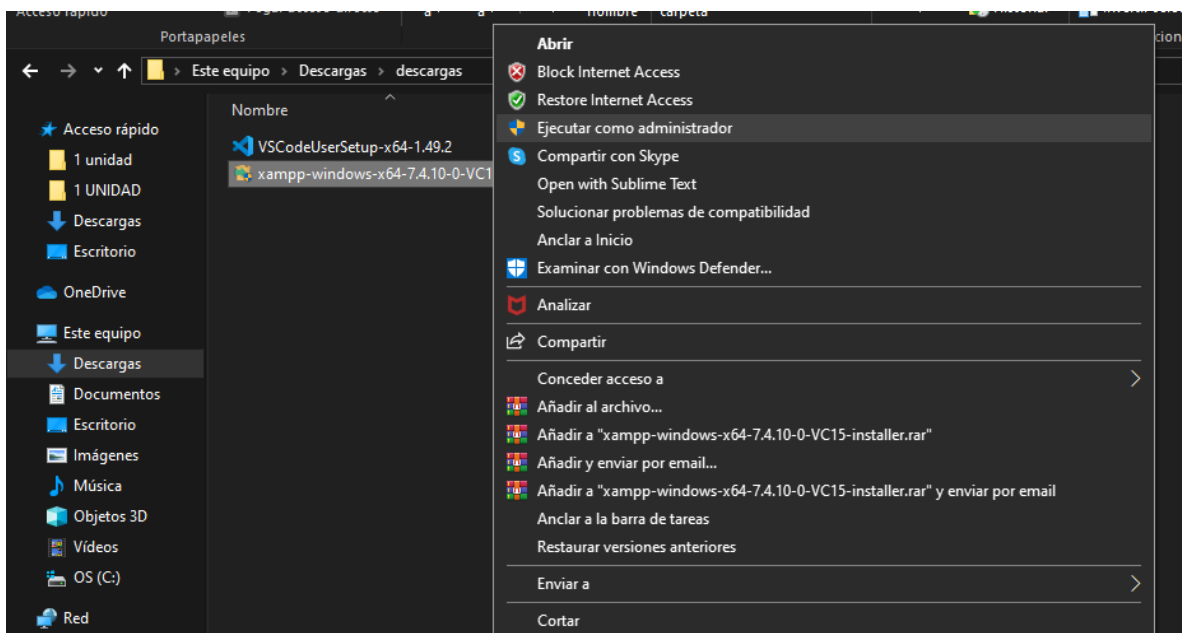 Acceso rápido
nombre carpeta
Portapapeles
Este equipo > Descargas > descargas
Nombre
Acceso rápido
1 unidad
1 UNIDAD
Descargas
Escritorio
OneDrive
Este equipo
Descargas
Documentos
Escritorio
Imágenes
Música
Objetos 3D
Vídeos
OS (C:)
Red
VSCodeUserSetup-x64-1.49.2
xampp-windows-x64-7.4.10-0-VC1
Abrir
Block Internet Access
Restore Internet Access
Ejecutar como administrador
Compartir con Skype
Open with Sublime Text
Solucionar problemas de compatibilidad
Anclar a Inicio
Examinar con Windows Defender...
Analizar
Compartir
Conceder acceso a
Añadir al archivo...
Añadir a "xampp-windows-x64-7.4.10-0-VC15-installer.rar"
Añadir y enviar por email...
Añadir a "xampp-windows-x64-7.4.10-0-VC15-installer.rar" y enviar por email
Anclar a la barra de tareas
Restaurar versiones anteriores
Enviar a
Cortar